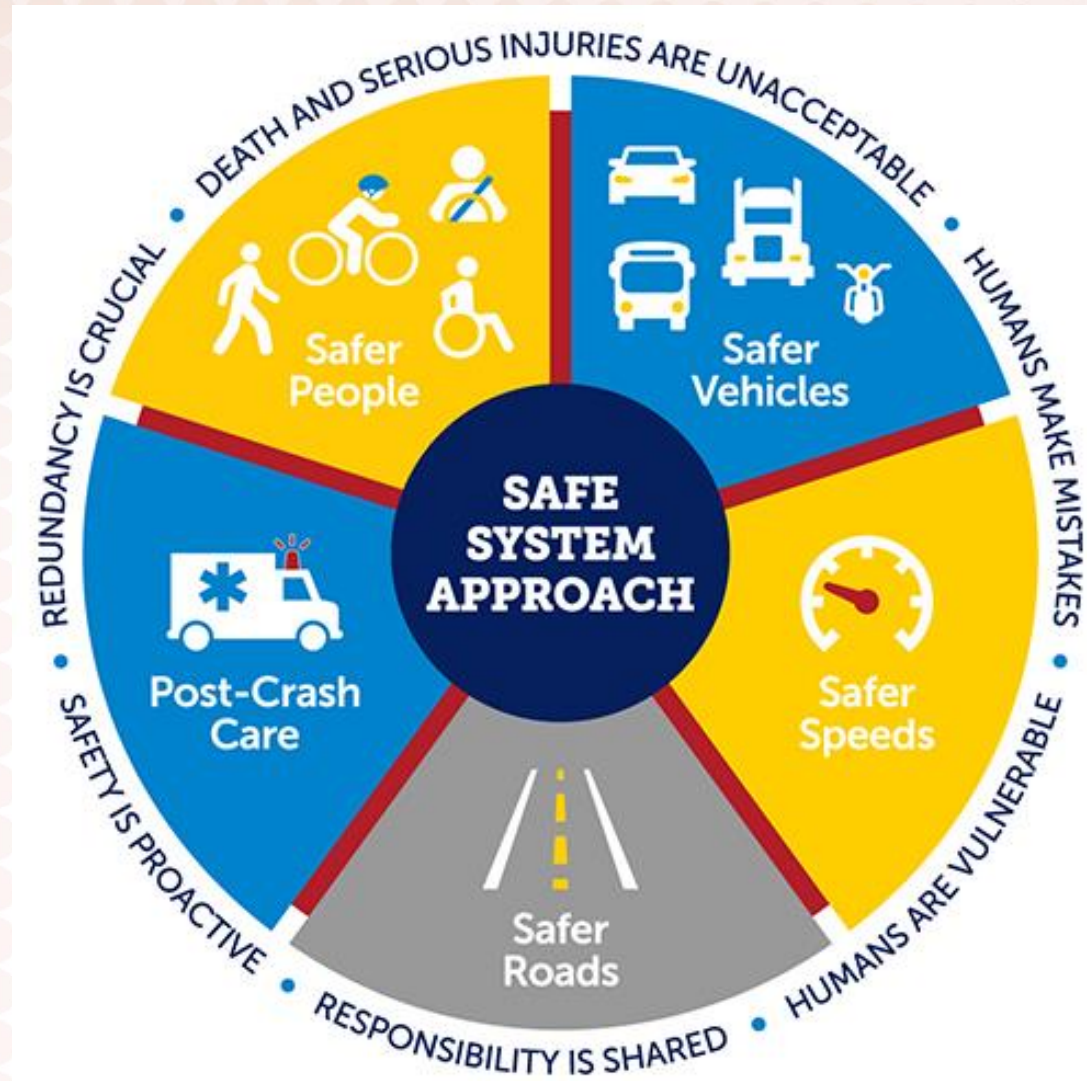 DEATH AND SERIOUS INJURIES ARE UNACCEPTABLE
HUMANS MAKE MISTAKES
HUMANS ARE VULNERABLE
RESPONSIBILITY IS SHARED
SAFETY IS PROACTIVE
REDUNDANCY IS CRUCIAL
Safer
People
Safer
Vehicles
SAFE
SYSTEM
APPROACH
Safer
Speeds
Safer
Roads
Post-Crash
Care